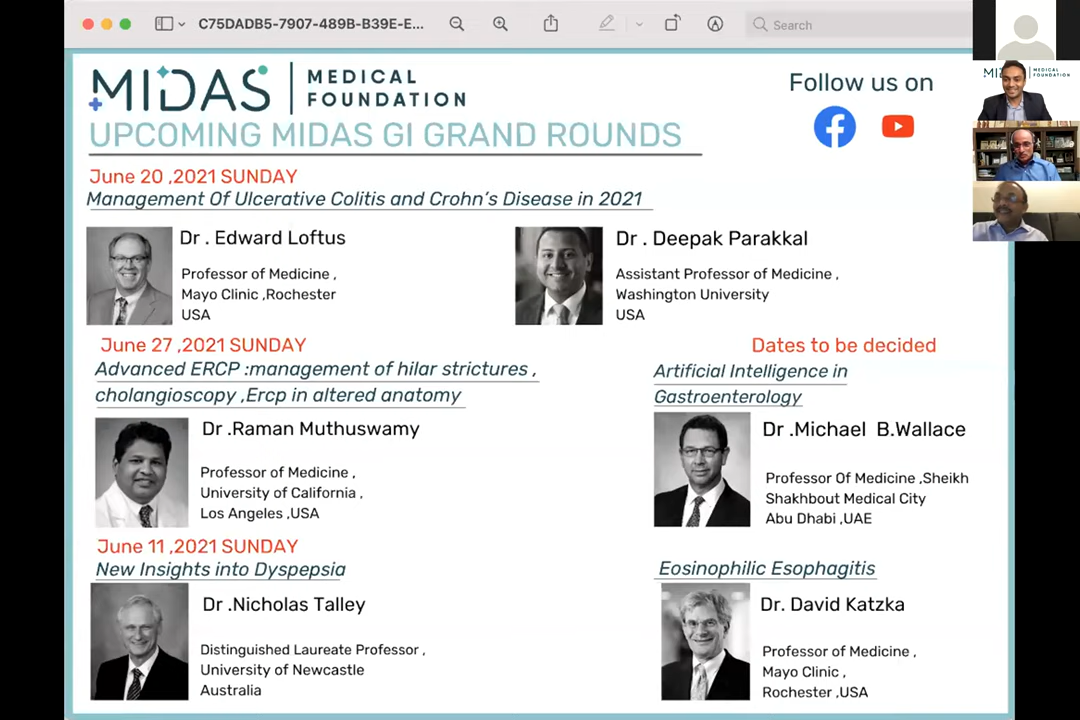 C75DADB5-7907-489B-B39E-E...
Search
MIDAS
MEDICAL
FOUNDATION
Follow us on
UPCOMING MIDAS GI GRAND ROUNDS
June 20 ,2021 SUNDAY
Management Of Ulcerative Colitis and Crohn's Disease in 2021
Dr . Edward Loftus
Professor of Medicine ,
Mayo Clinic ,Rochester
USA
Dr . Deepak Parakkal
Assistant Professor of Medicine ,
Washington University
USA
June 27 ,2021 SUNDAY
Advanced ERCP :management of hilar strictures ,
cholangioscopy ,Ercp in altered anatomy
Dr .Raman Muthuswamy
Professor of Medicine ,
University of California ,
Los Angeles ,USA
Dates to be decided
Artificial Intelligence in
Gastroenterology
Dr .Michael B.Wallace
Professor Of Medicine ,Sheikh
Shakhbout Medical City
Abu Dhabi ,UAE
June 11 ,2021 SUNDAY
New Insights into Dyspepsia
Dr .Nicholas Talley
Distinguished Laureate Professor ,
University of Newcastle
Australia
Eosinophilic Esophagitis
Dr. David Katzka
Professor of Medicine ,
Mayo Clinic ,
Rochester ,USA
MEDICAL
FOUNDATION